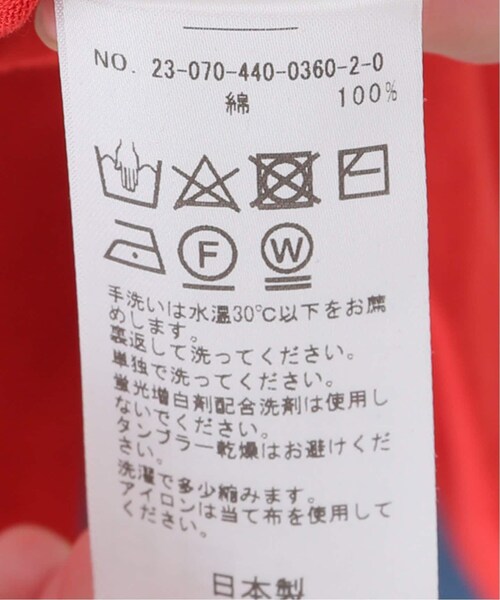 NO. 23-070-440-0360-2-0
綿 100%
F W
手洗いは水温30℃以下をお薦
めします。
裏返して洗ってください。
単独で洗ってください。
蛍光増白剤配合洗剤は使用し
ないでください。
タンブラー乾燥はお避けくだ
さい。
洗濯で多少縮みます。
アイロンは当て布を使用して
ください。
日本製